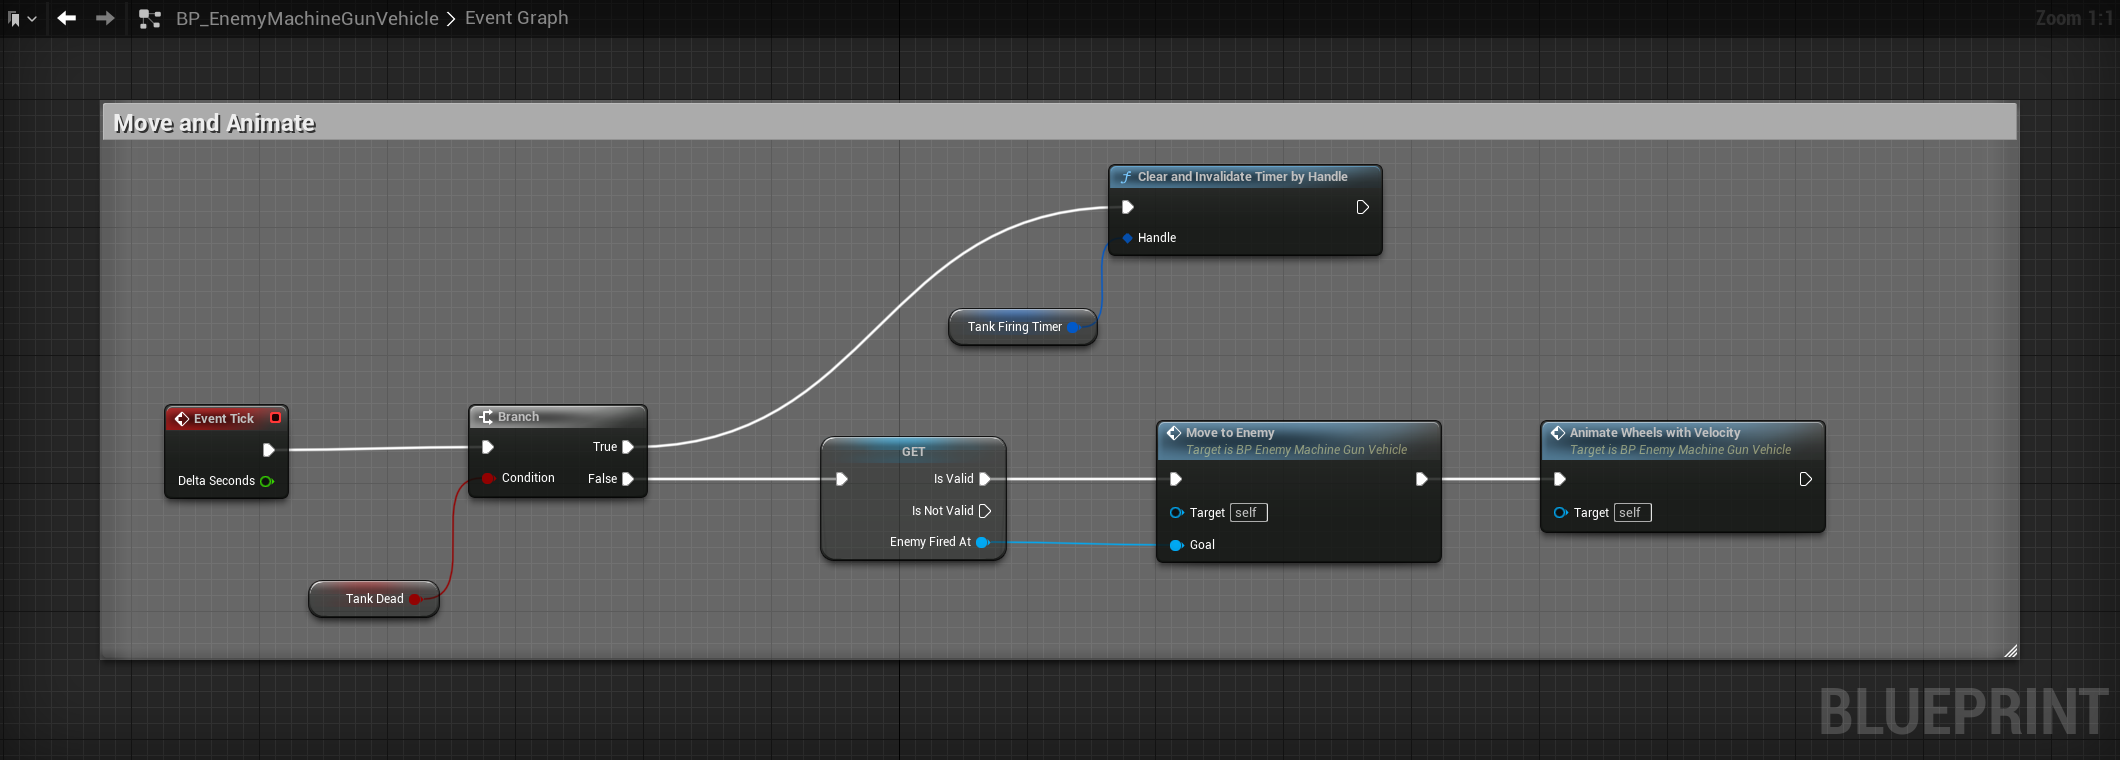 BP_EnemyMachineGunVehicle > Event Graph
Zoom 1:1
Move and Animate
Clear and Invalidate Timer by Handle
Handle
Tank Firing Timer
Event Tick
Delta Seconds
Branch
True
Condition
False
Tank Dead
GET
Is Valid
Is Not Valid
Enemy Fired At
Move to Enemy
Target is BP Enemy Machine Gun Vehicle
Target self
Goal
Animate Wheels with Velocity
Target is BP Enemy Machine Gun Vehicle
Target self
BLUEPRINT